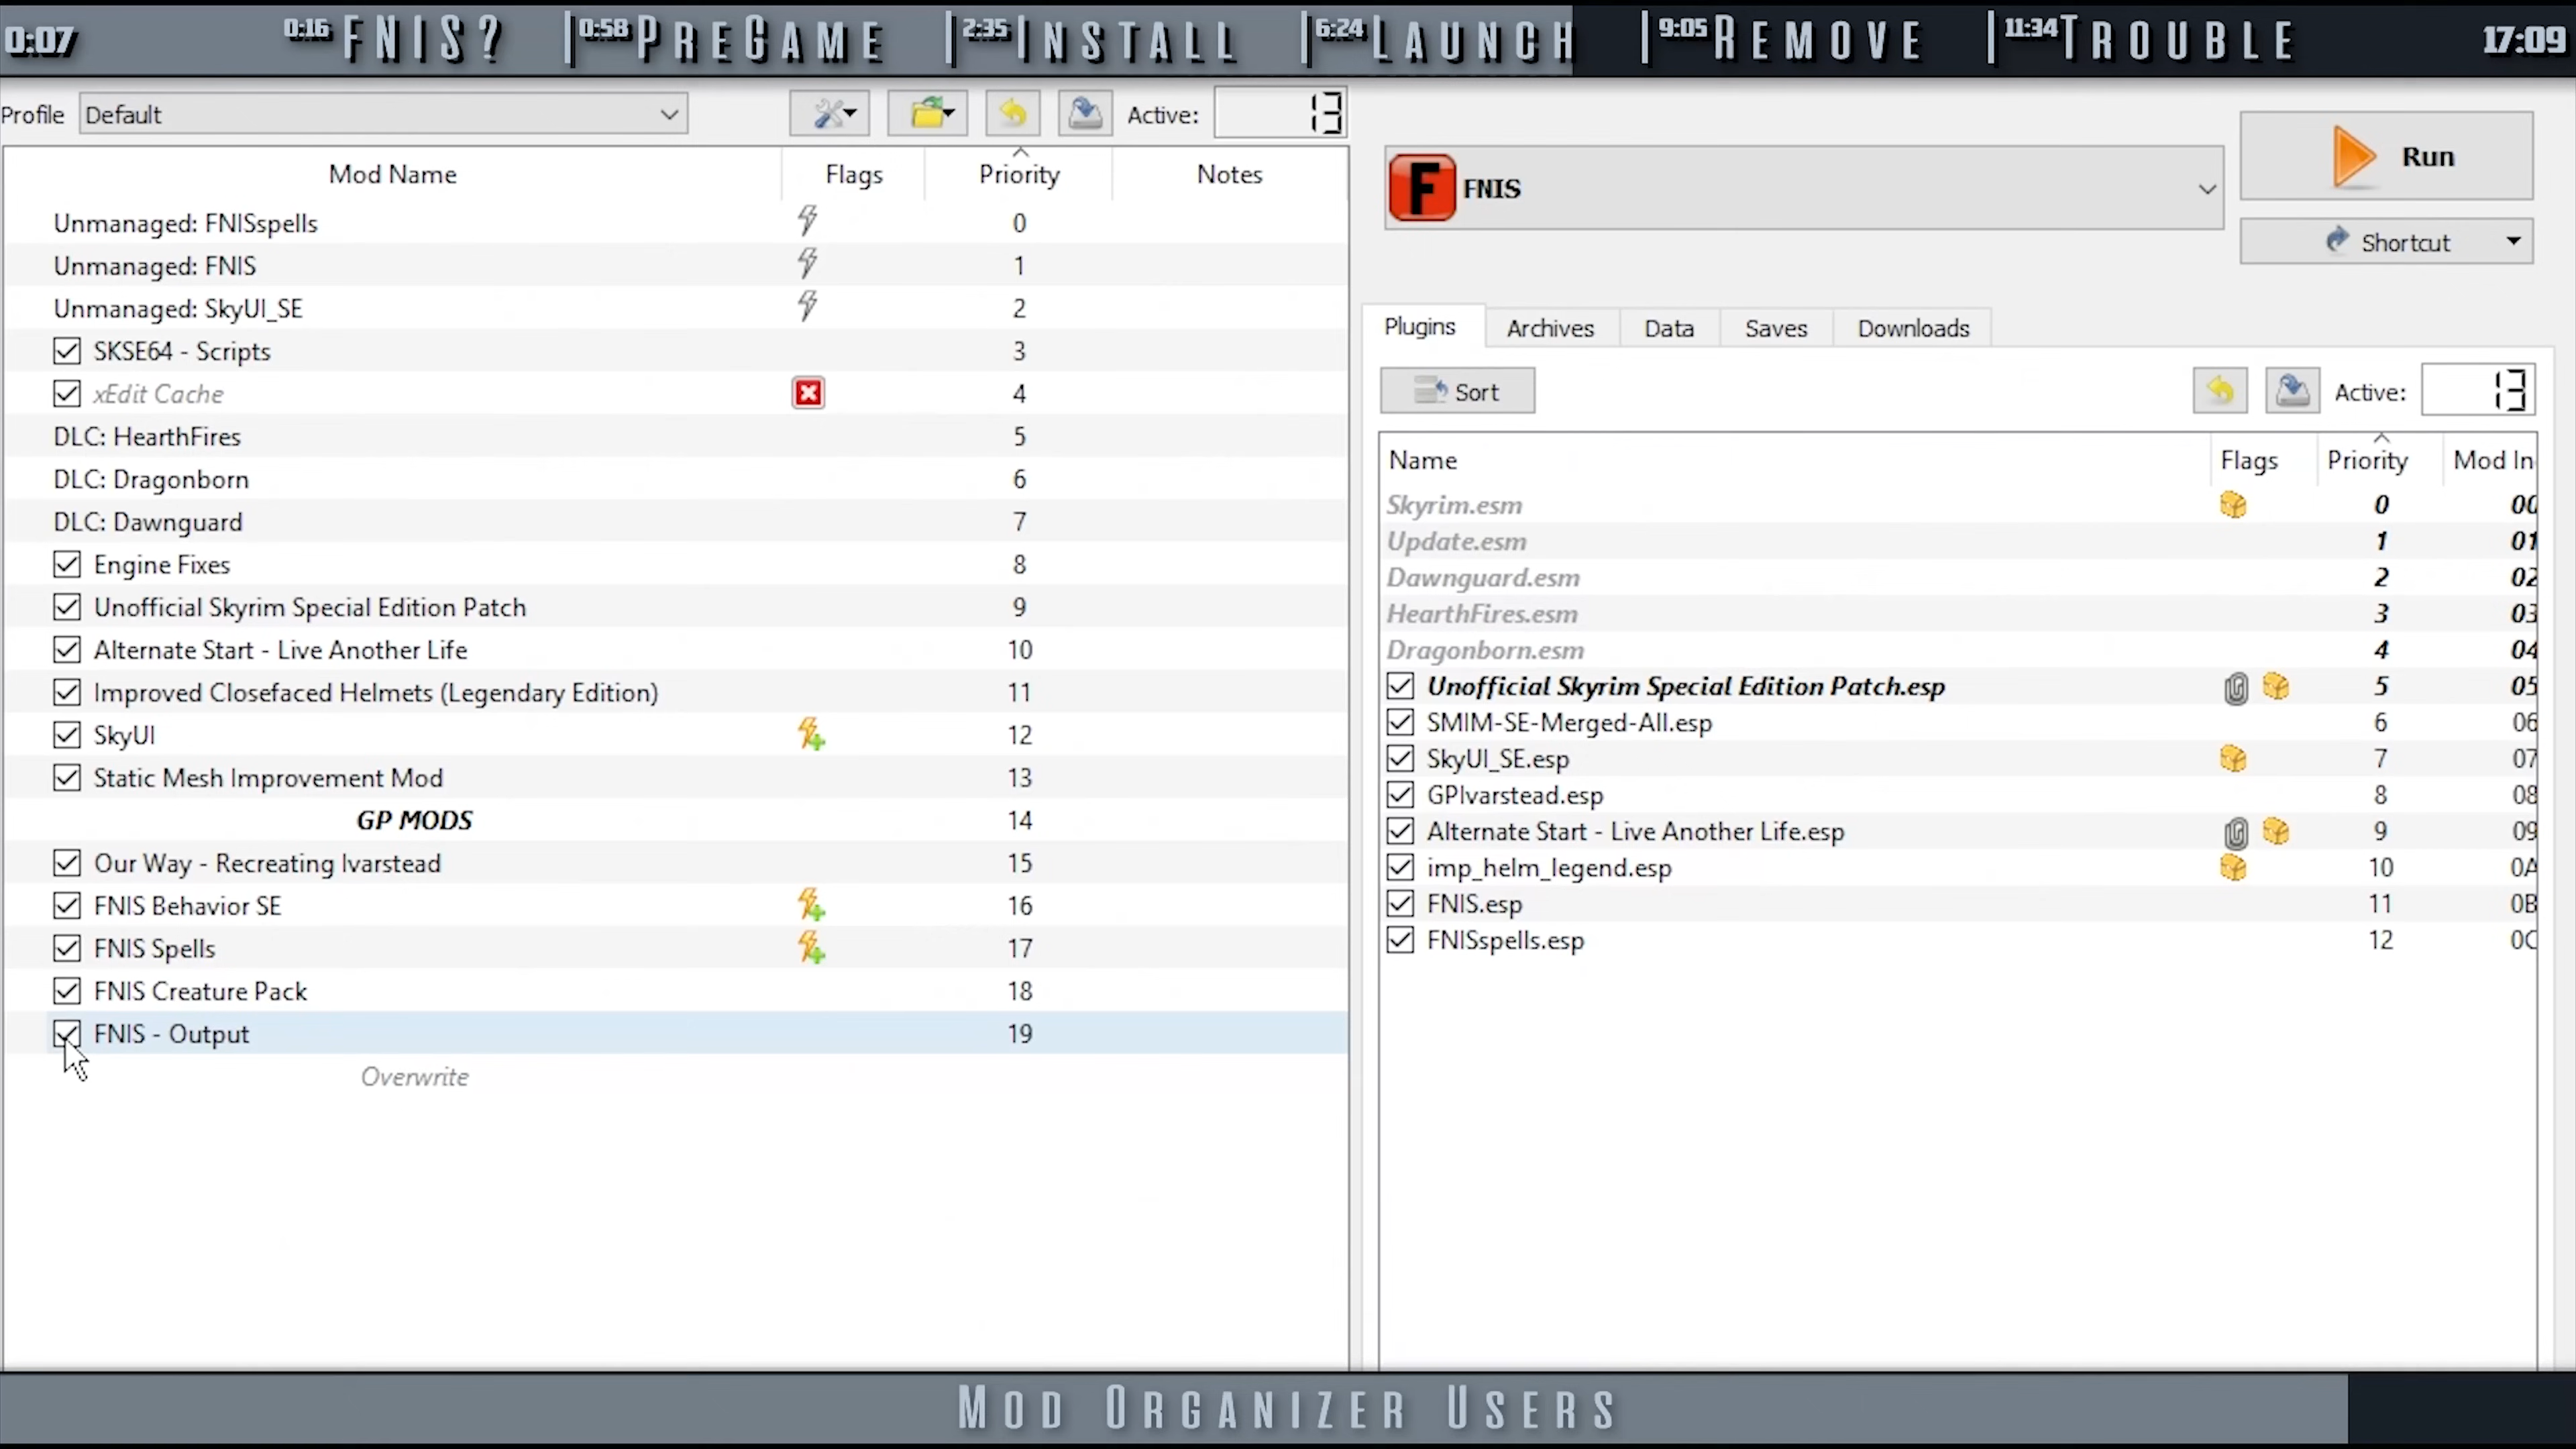 0:07 0:16 FNIS? 0:58 PREGAME 2:35 INSTALL 6:24 LAUNCH 9:05 REMOVE 11:34 TROUBLE 17:09
Profile Default Active: 13
Mod Name Flags Priority Notes
Unmanaged: FNISspells 0
Unmanaged: FNIS 1
Unmanaged: SkyUI_SE 2
SKSE64 - Scripts 3
xEdit Cache 4
DLC: HearthFires 5
DLC: Dragonborn 6
DLC: Dawnguard 7
Engine Fixes 8
Unofficial Skyrim Special Edition Patch 9
Alternate Start - Live Another Life 10
Improved Closefaced Helmets (Legendary Edition) 11
SkyUI 12
Static Mesh Improvement Mod 13
GP MODS 14
Our Way - Recreating Ivarstead 15
FNIS Behavior SE 16
FNIS Spells 17
FNIS Creature Pack 18
FNIS - Output 19
Overwrite
F FNIS
Run
Shortcut
Plugins Archives Data Saves Downloads
Sort Active: 13
Name Flags Priority Mod In
Skyrim.esm 0 00
Update.esm 1 01
Dawnguard.esm 2 02
HearthFires.esm 3 03
Dragonborn.esm 4 04
Unofficial Skyrim Special Edition Patch.esp 5 05
SMIM-SE-Merged-All.esp 6 06
SkyUI_SE.esp 7 07
GPIvarstead.esp 8 08
Alternate Start - Live Another Life.esp 9 09
imp_helm_legend.esp 10 0A
FNIS.esp 11 0B
FNISspells.esp 12 0C
MOD ORGANIZER USERS